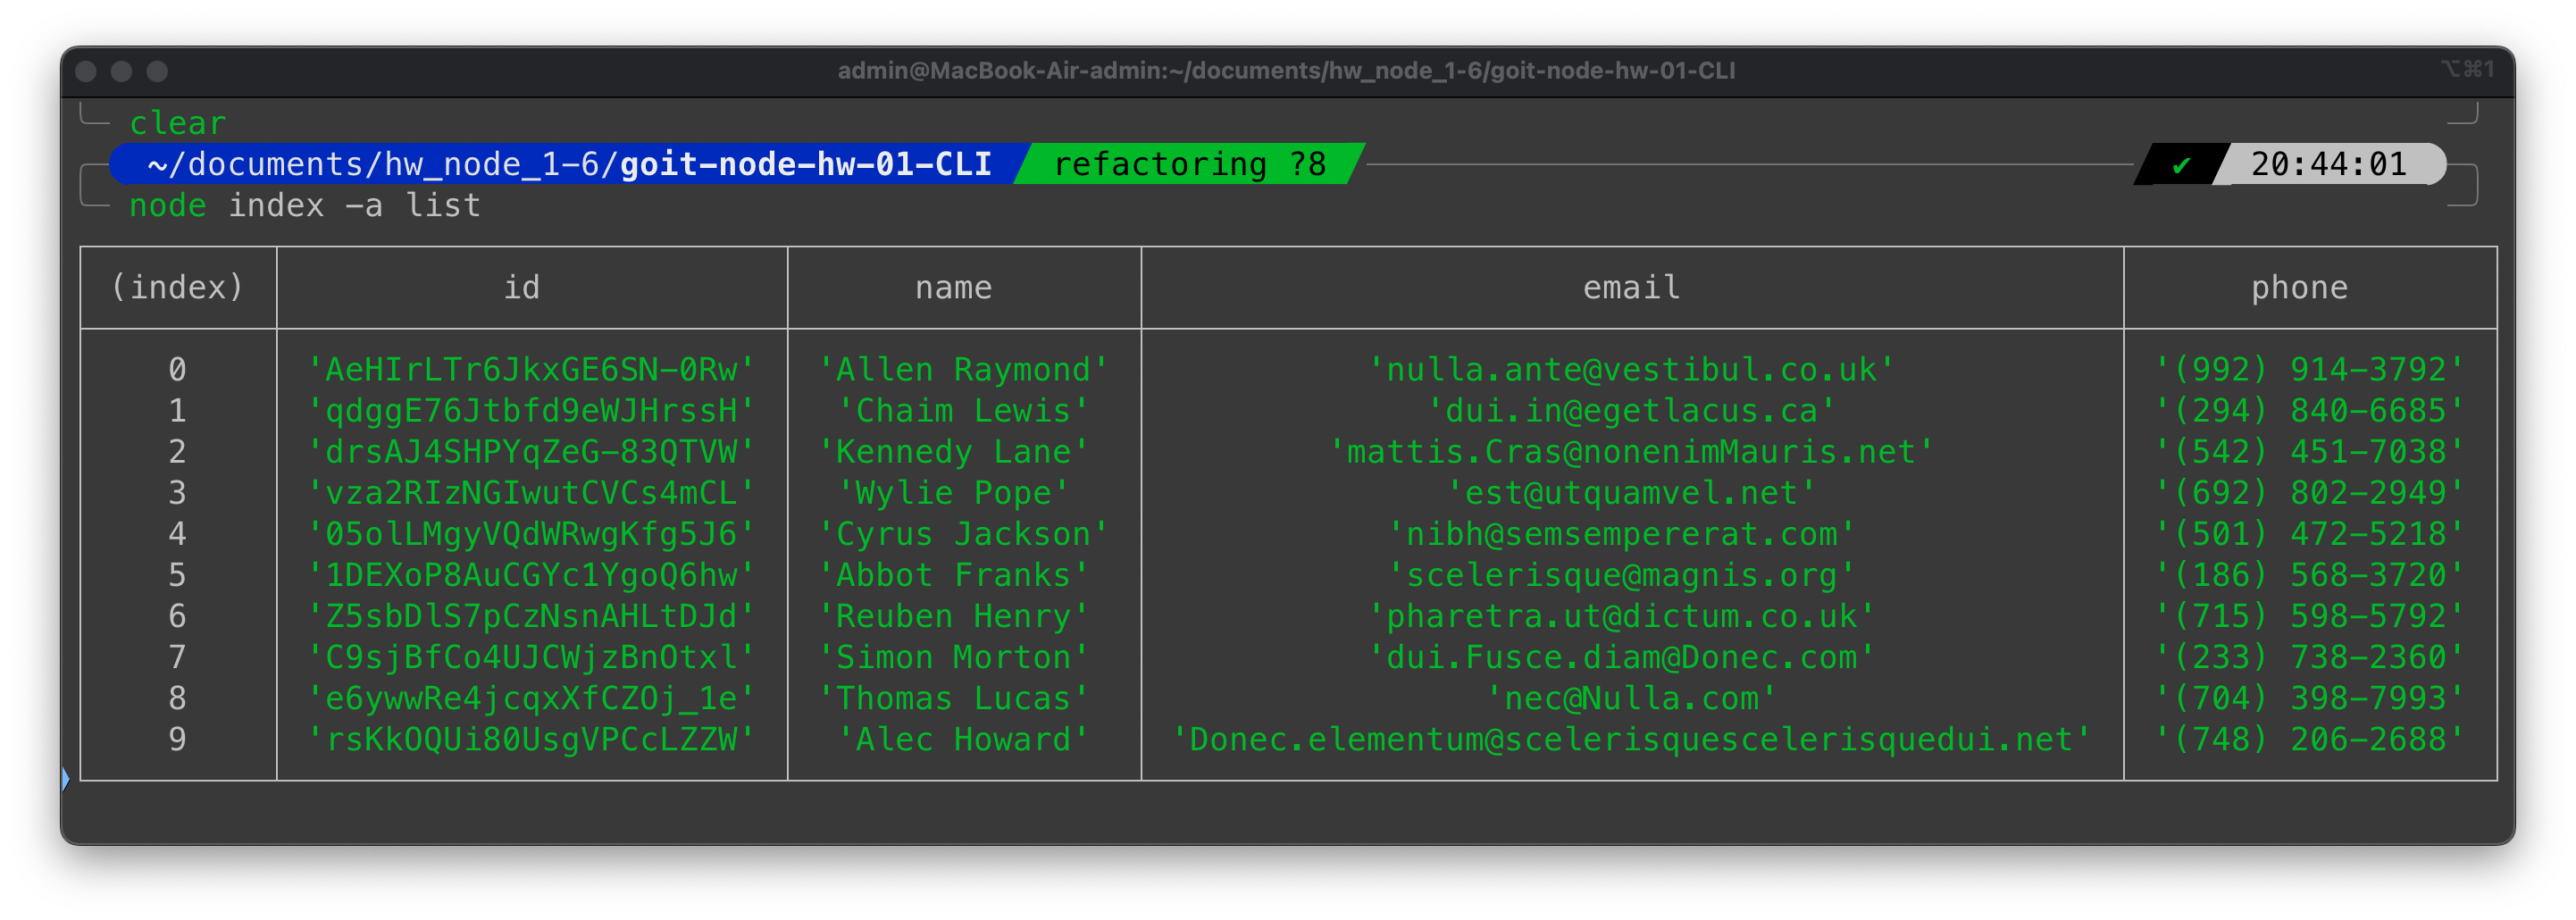 admin@MacBook-Air-admin:~/documents/hw_node_1-6/goit-node-hw-01-CLI ⌥⌘1
clear
~/documents/hw_node_1-6/goit-node-hw-01-CLI refactoring ?8 ✔ 20:44:01
node index -a list
(index) id name email phone
0 'AeHIrLTr6JkxGE6SN-0Rw' 'Allen Raymond' 'nulla.ante@vestibul.co.uk' '(992) 914-3792'
1 'qdggE76Jtbfd9eWJHrssH' 'Chaim Lewis' 'dui.in@egetlacus.ca' '(294) 840-6685'
2 'drsAJ4SHPYqZeG-83QTVW' 'Kennedy Lane' 'mattis.Cras@nonenimMauris.net' '(542) 451-7038'
3 'vza2RIzNGIwutCVCs4mCL' 'Wylie Pope' 'est@utquamvel.net' '(692) 802-2949'
4 '05olLMgyVQdWRwgKfg5J6' 'Cyrus Jackson' 'nibh@semsempererat.com' '(501) 472-5218'
5 '1DEXoP8AuCGYc1YgoQ6hw' 'Abbot Franks' 'scelerisque@magnis.org' '(186) 568-3720'
6 'Z5sbDlS7pCzNsnAHLtDJd' 'Reuben Henry' 'pharetra.ut@dictum.co.uk' '(715) 598-5792'
7 'C9sjBfCo4UJCWjzBnOtxl' 'Simon Morton' 'dui.Fusce.diam@Donec.com' '(233) 738-2360'
8 'e6ywwRe4jcqxXfCZOj_1e' 'Thomas Lucas' 'nec@Nulla.com' '(704) 398-7993'
9 'rsKkOQUi80UsgVPCcLZZW' 'Alec Howard' 'Donec.elementum@scelerisquescelerisquedui.net' '(748) 206-2688'